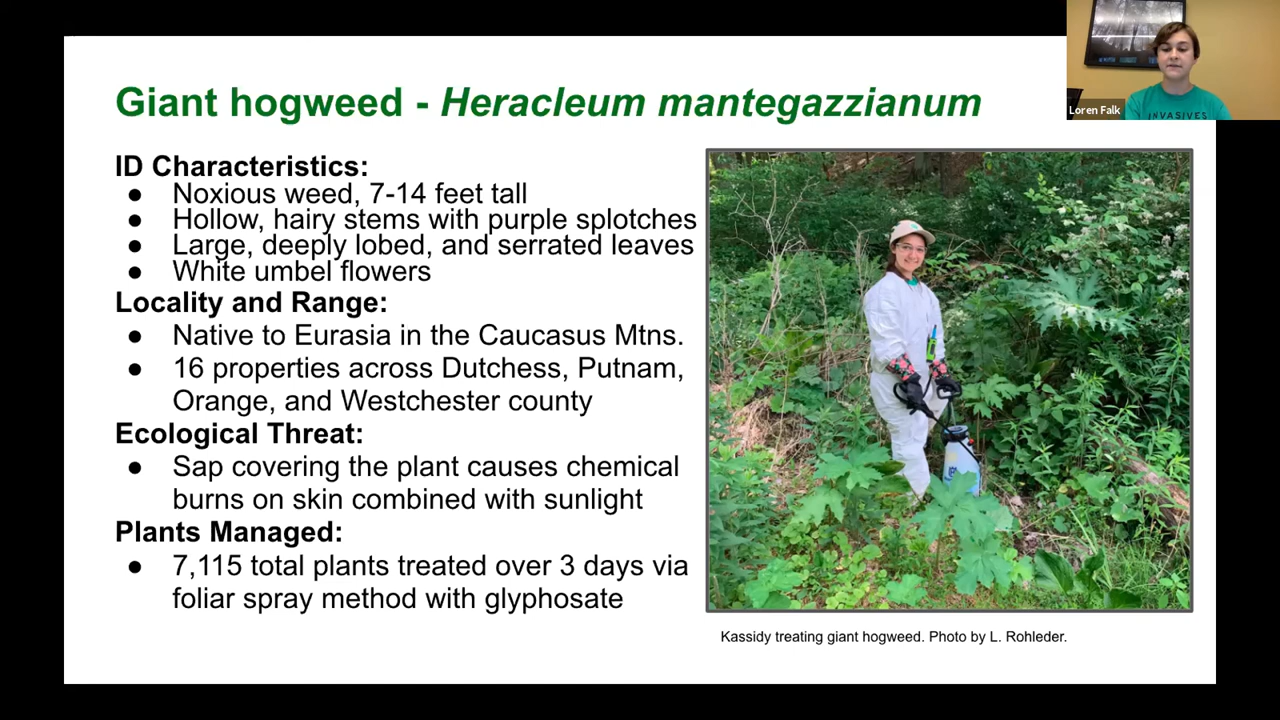 Giant hogweed - Heracleum mantegazzianum
Loren Falk
INVASIVES
ID Characteristics:
● Noxious weed, 7-14 feet tall
● Hollow, hairy stems with purple splotches
● Large, deeply lobed, and serrated leaves
● White umbel flowers
Locality and Range:
● Native to Eurasia in the Caucasus Mtns.
● 16 properties across Dutchess, Putnam,
Orange, and Westchester county
Ecological Threat:
● Sap covering the plant causes chemical
burns on skin combined with sunlight
Plants Managed:
● 7,115 total plants treated over 3 days via
foliar spray method with glyphosate
Kassidy treating giant hogweed. Photo by L. Rohleder.